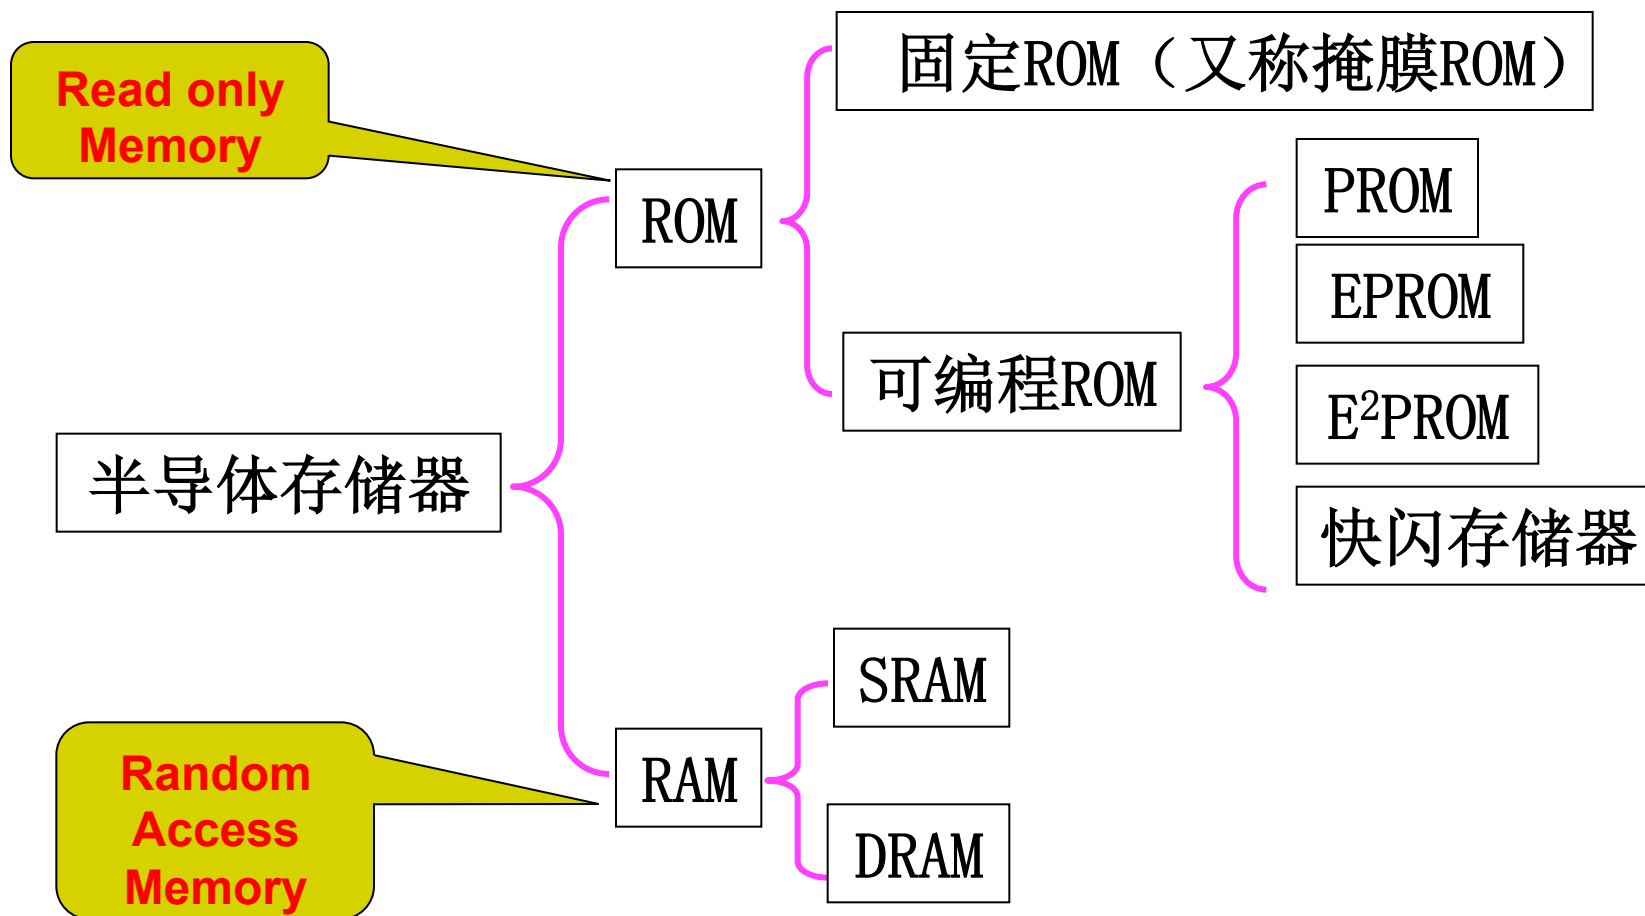 Read only
Memory
固定ROM（又称掩膜ROM）
PROM
ROM
EPROM
可编程ROM
E²PROM
半导体存储器
快闪存储器
SRAM
RAM
Random
Access
Memory
DRAM